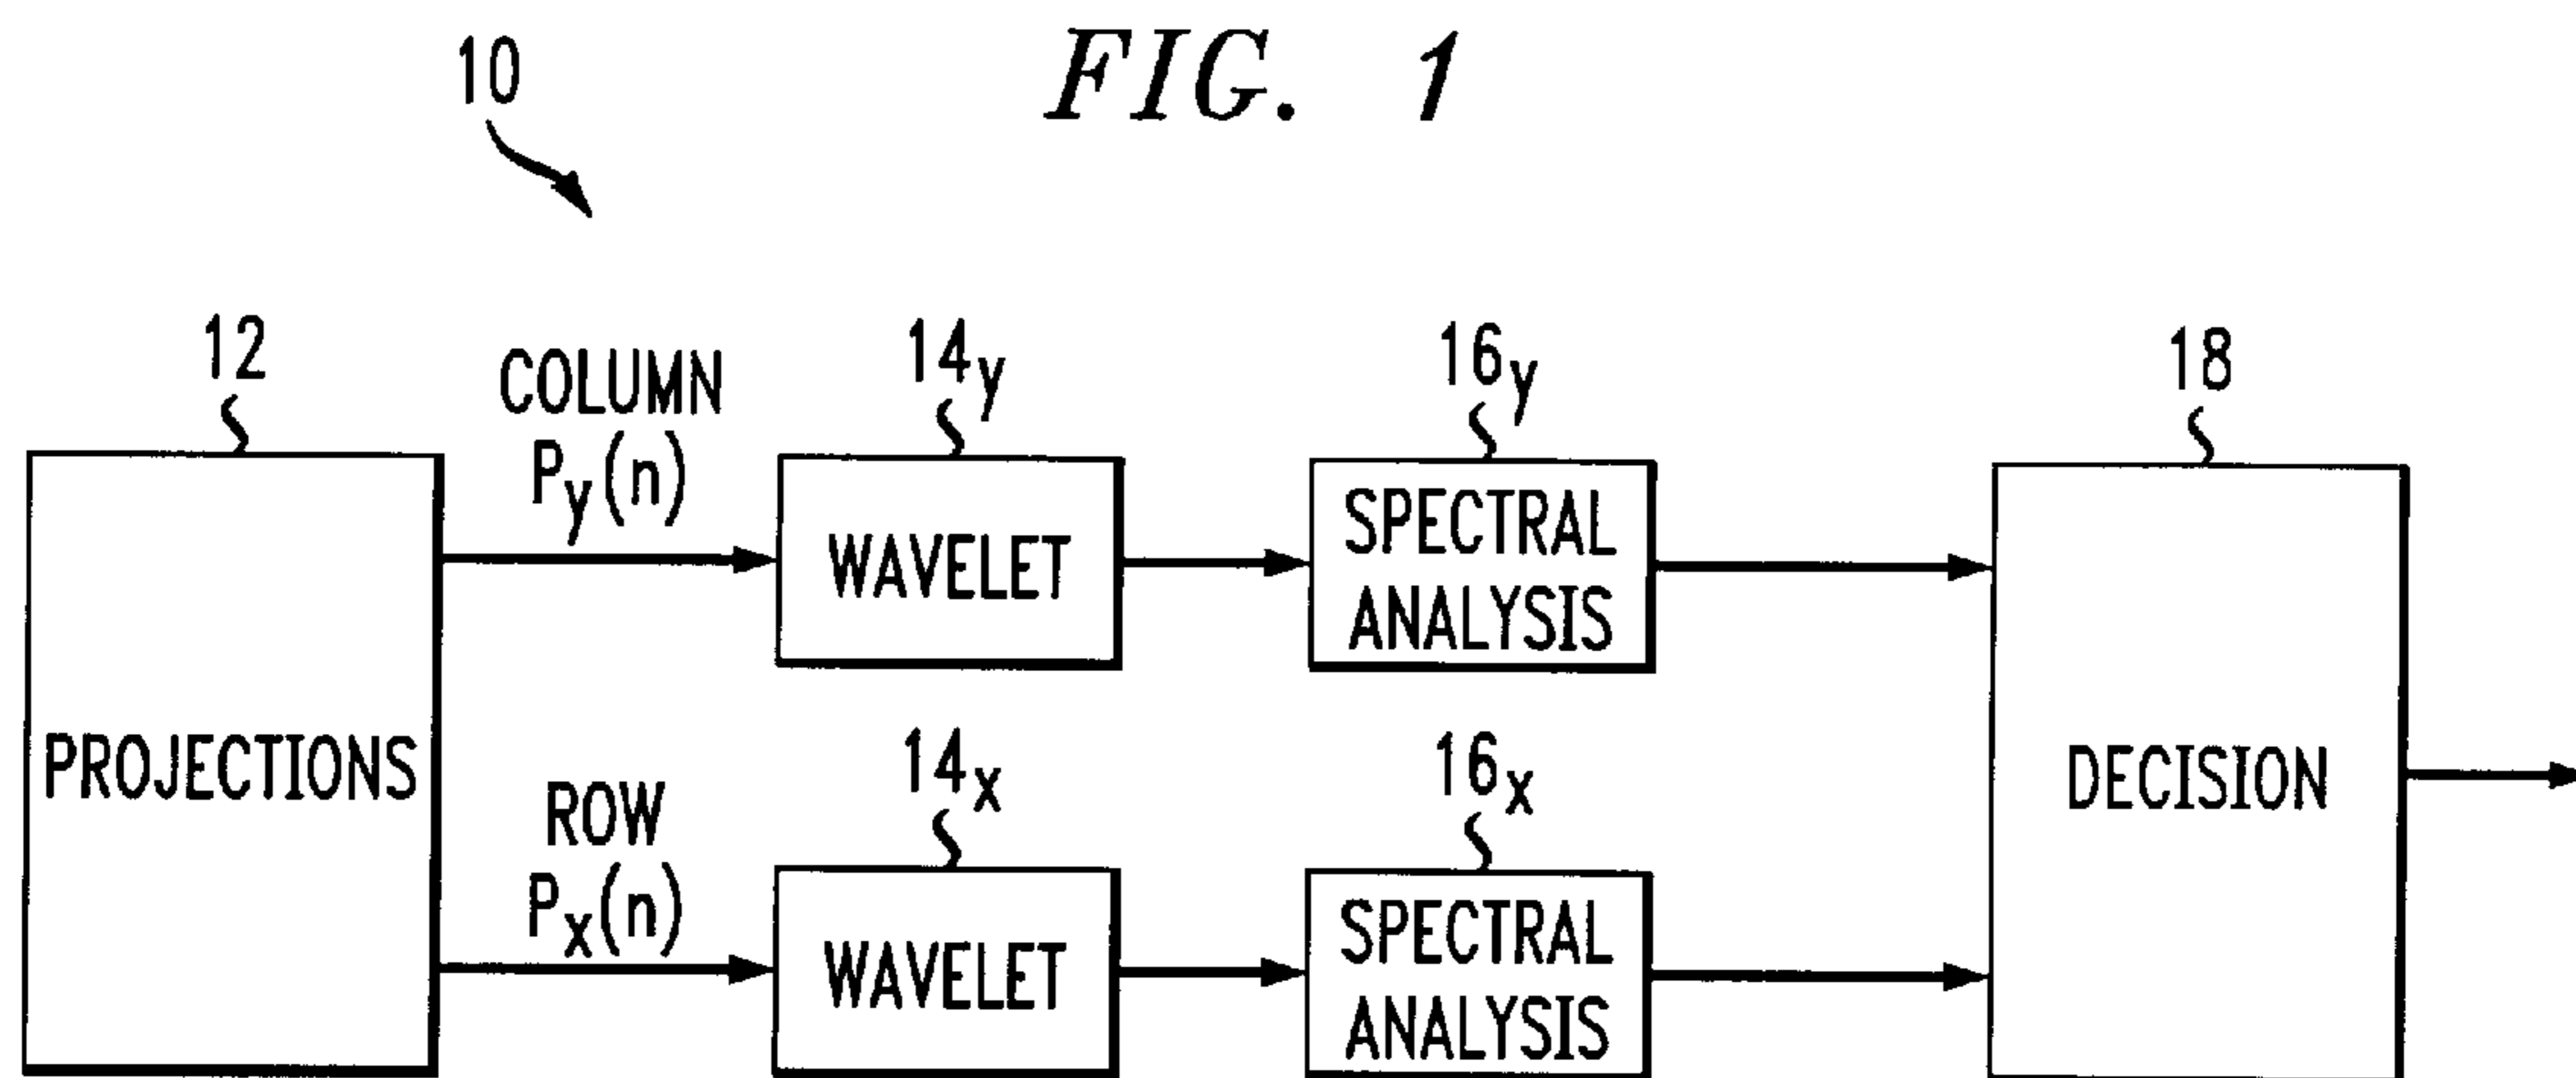 FIG. 1
10
12
COLUMN
Py(n)
14y
16y
18
WAVELET
SPECTRAL
ANALYSIS
PROJECTIONS
DECISION
ROW
Px(n)
14x
16x
WAVELET
SPECTRAL
ANALYSIS